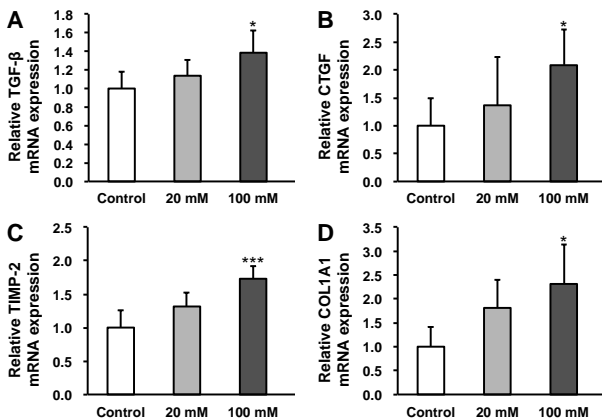 A
Relative TGF-β
mRNA expression
1.8
1.6
1.4
1.2
1.0
0.8
0.6
0.4
0.2
0.0
*
Control 20 mM 100 mM
B
Relative CTGF
mRNA expression
3.0
2.5
2.0
1.5
1.0
0.5
0.0
*
Control 20 mM 100 mM
C
Relative TIMP-2
mRNA expression
2.5
2.0
1.5
1.0
0.5
0.0
***
Control 20 mM 100 mM
D
Relative COL1A1
mRNA expression
3.5
3.0
2.5
2.0
1.5
1.0
0.5
0.0
*
Control 20 mM 100 mM